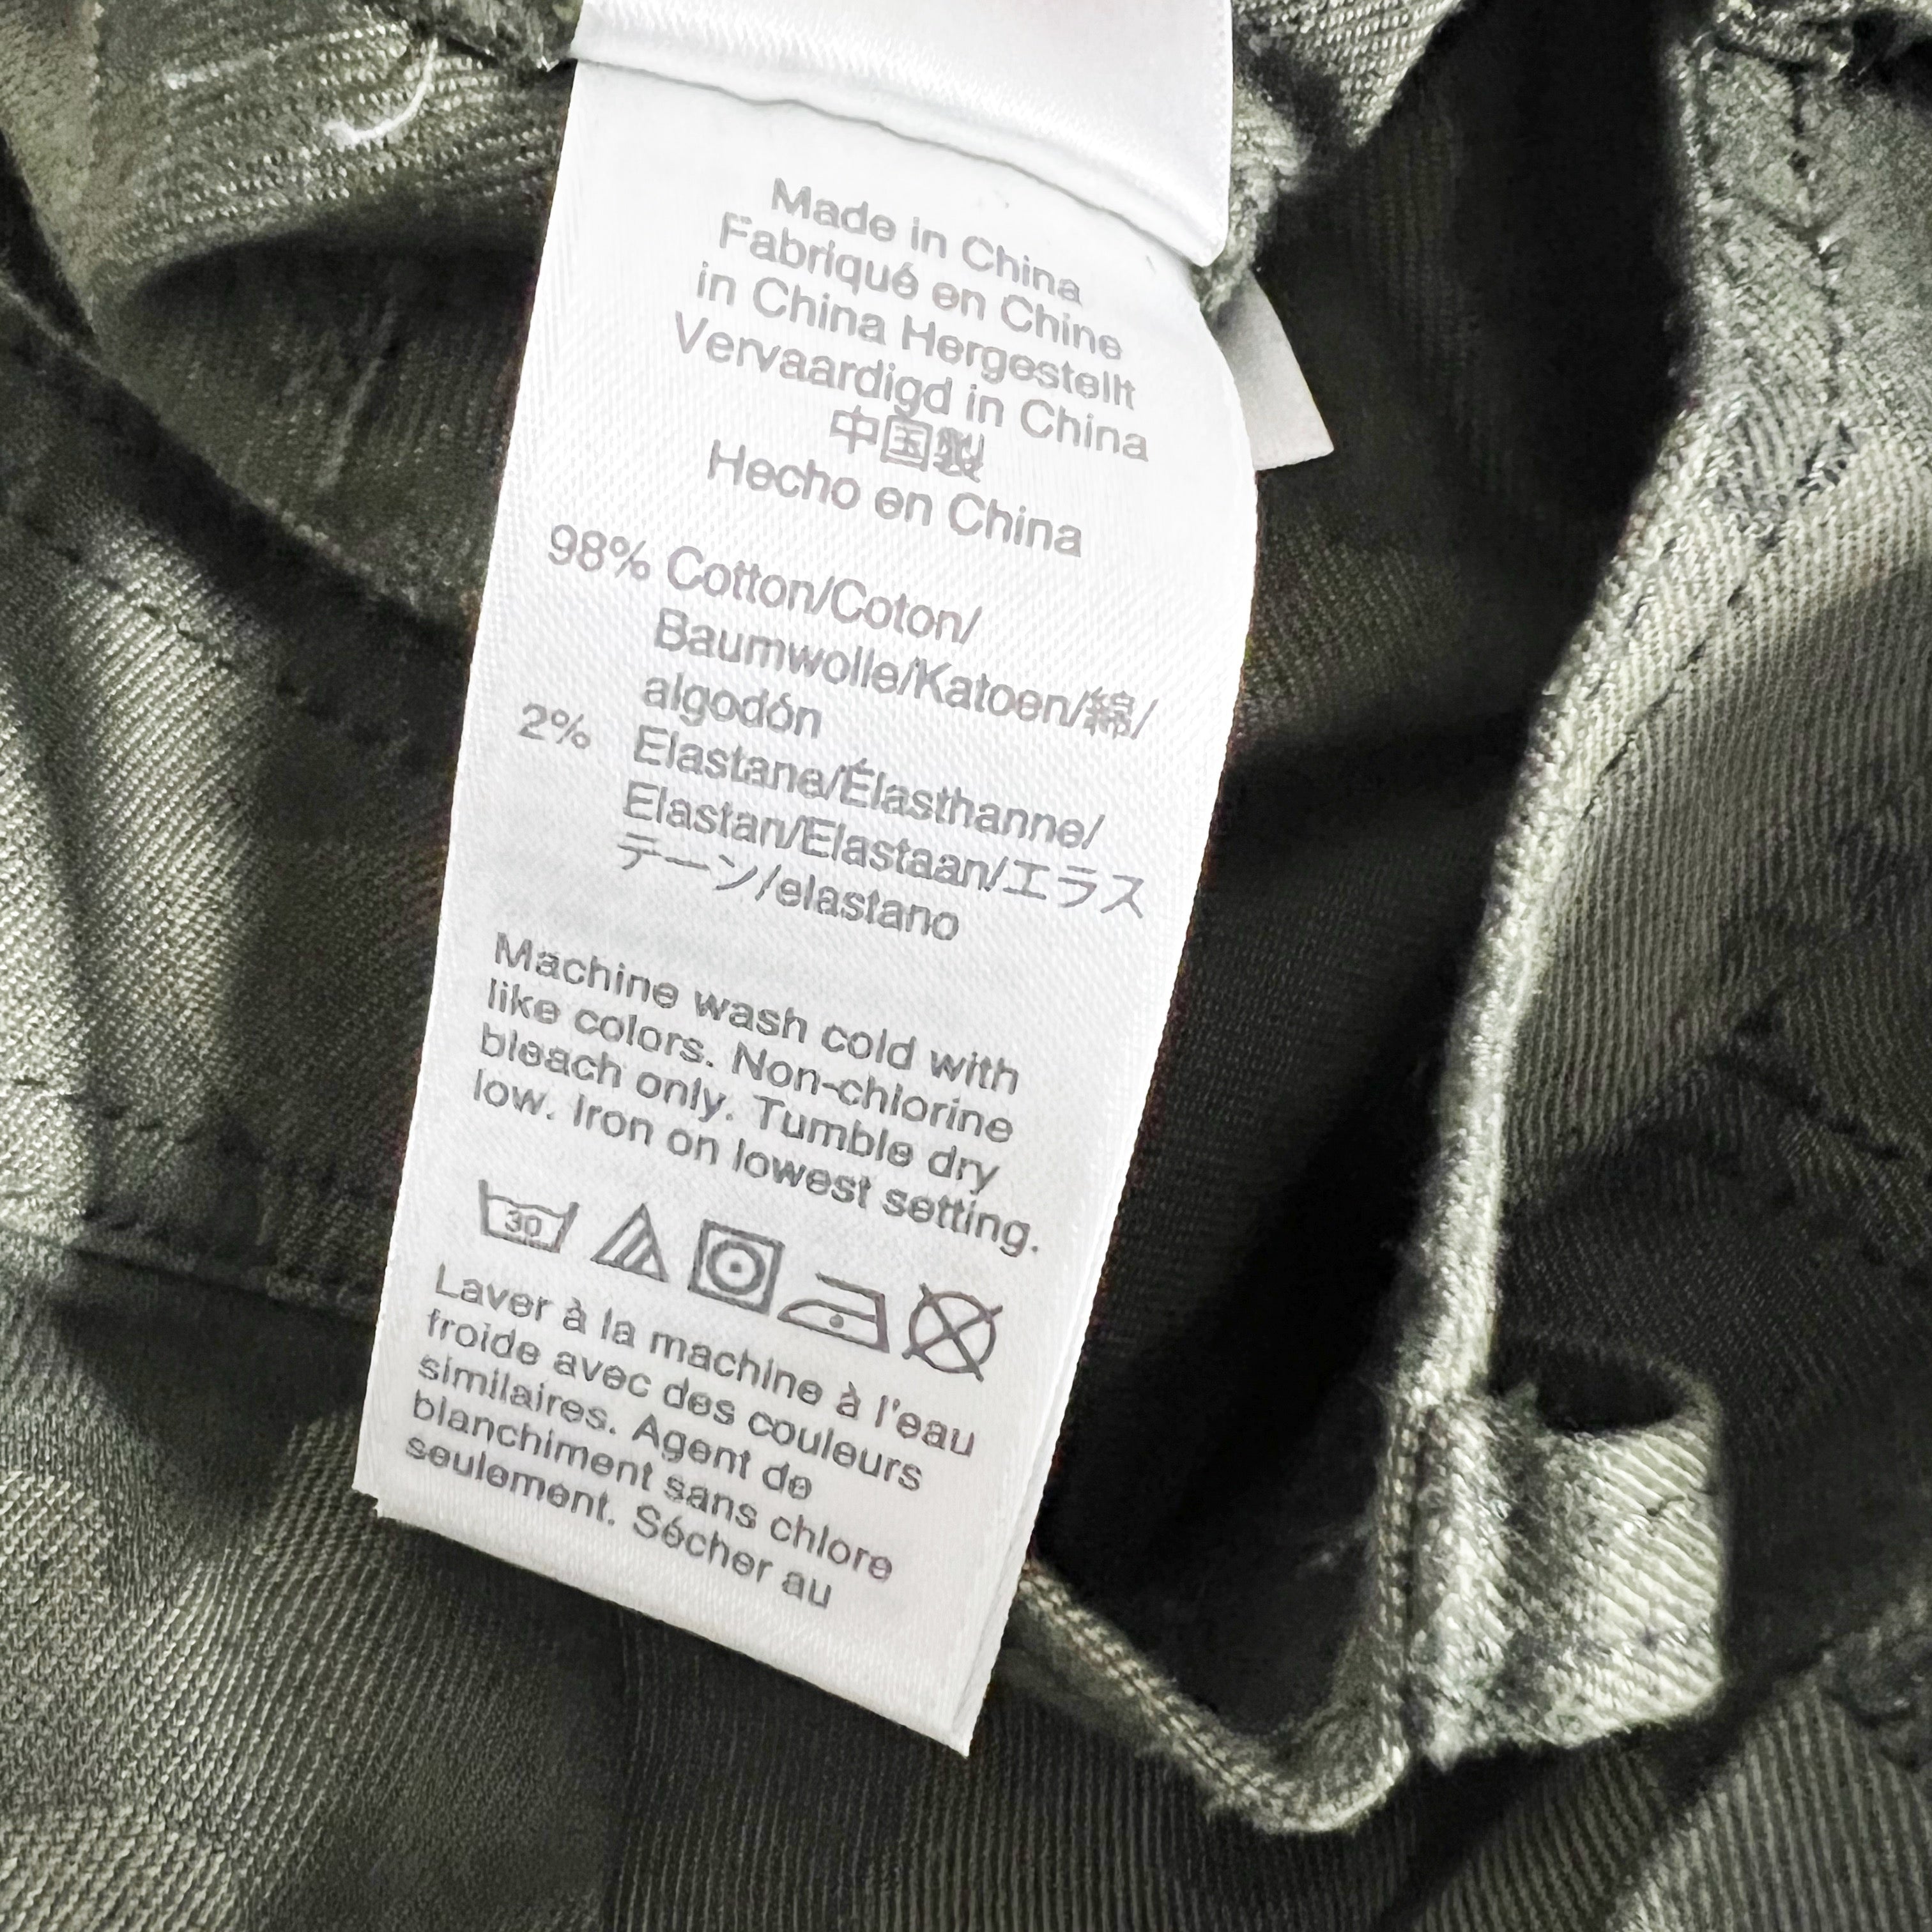 Made in China
Fabriqué en Chine
in China Hergestellt
Vervaardigd in China
中国製
Hecho en China
98% Cotton/Coton/
Baumwolle/Katoen/綿/
algodón
2% Elastane/Élasthanne/
Elastan/Elastaan/エラス
テーン/elastano
Machine wash cold with
like colors. Non-chlorine
bleach only. Tumble dry
low. Iron on lowest setting.
30
Laver à la machine à l'eau
froide avec des couleurs
similaires. Agent de
blanchiment sans chlore
seulement. Sécher au